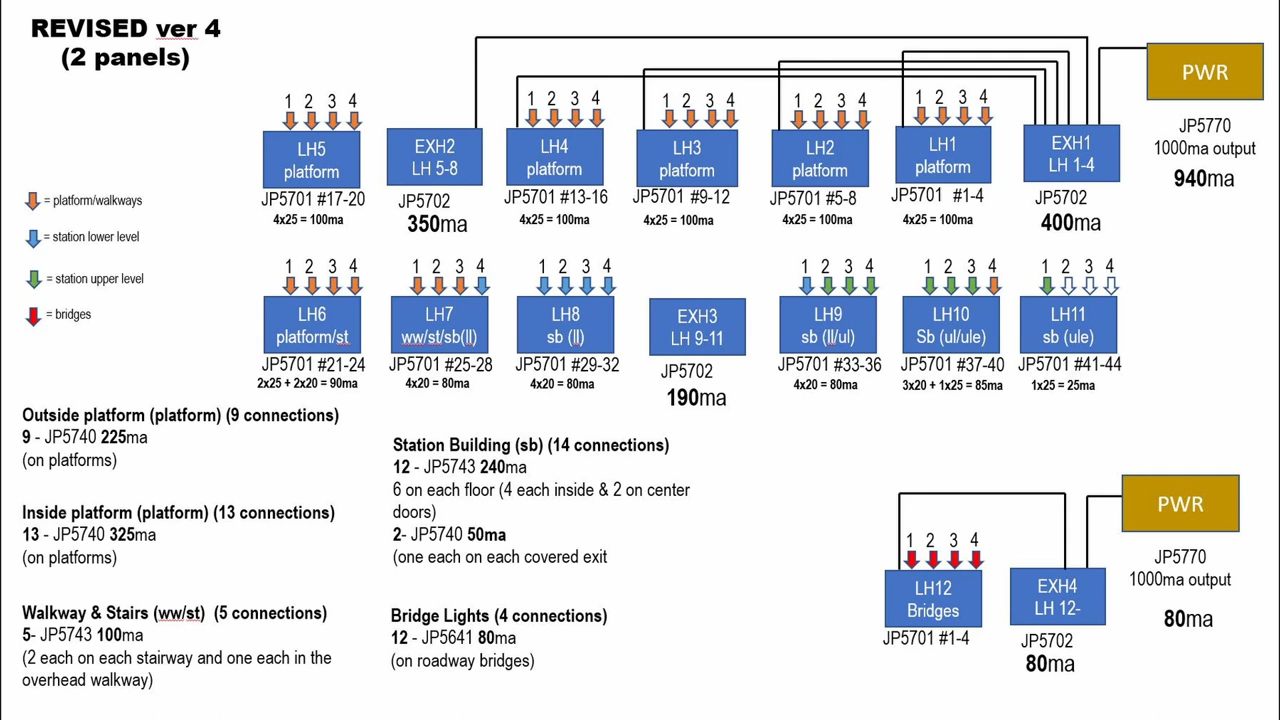 REVISED ver 4
(2 panels)
PWR
JP5770
1000ma output
940ma
1 2 3 4
LH5
platform
JP5701 #17-20
4x25 = 100ma
EXH2
LH 5-8
JP5702
350ma
1 2 3 4
LH4
platform
JP5701 #13-16
4x25 = 100ma
1 2 3 4
LH3
platform
JP5701 #9-12
4x25 = 100ma
1 2 3 4
LH2
platform
JP5701 #5-8
4x25 = 100ma
1 2 3 4
LH1
platform
JP5701 #1-4
4x25 = 100ma
EXH1
LH 1-4
JP5702
400ma
= platform/walkways
= station lower level
= station upper level
= bridges
1 2 3 4
LH6
platform/st
JP5701 #21-24
2x25 + 2x20 = 90ma
1 2 3 4
LH7
ww/st/sb(ll)
JP5701 #25-28
4x20 = 80ma
1 2 3 4
LH8
sb (ll)
JP5701 #29-32
4x20 = 80ma
EXH3
LH 9-11
JP5702
190ma
1 2 3 4
LH9
sb (ll/ul)
JP5701 #33-36
4x20 = 80ma
1 2 3 4
LH10
Sb (ul/ule)
JP5701 #37-40
3x20 + 1x25 = 85ma
1 2 3 4
LH11
sb (ule)
JP5701 #41-44
1x25 = 25ma
Outside platform (platform) (9 connections)
9 - JP5740 225ma
(on platforms)
Inside platform (platform) (13 connections)
13 - JP5740 325ma
(on platforms)
Walkway & Stairs (ww/st) (5 connections)
5- JP5743 100ma
(2 each on each stairway and one each in the
overhead walkway)
Station Building (sb) (14 connections)
12 - JP5743 240ma
6 on each floor (4 each inside & 2 on center
doors)
2- JP5740 50ma
(one each on each covered exit
Bridge Lights (4 connections)
12 - JP5641 80ma
(on roadway bridges)
1 2 3 4
LH12
Bridges
JP5701 #1-4
EXH4
LH 12-
JP5702
80ma
PWR
JP5770
1000ma output
80ma